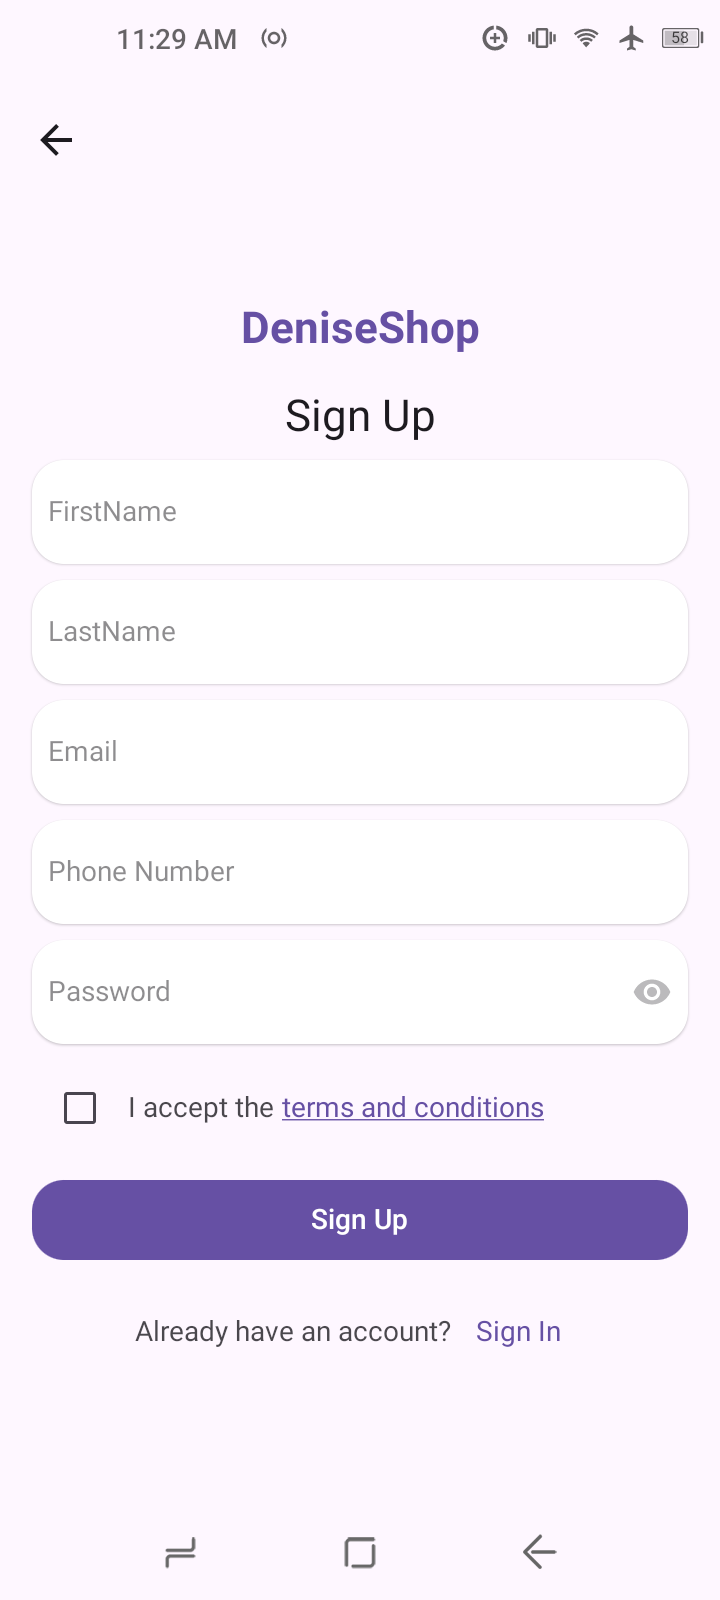 11:29 AM
58
DeniseShop
Sign Up
FirstName
LastName
Email
Phone Number
Password
I accept the terms and conditions
Sign Up
Already have an account? Sign In